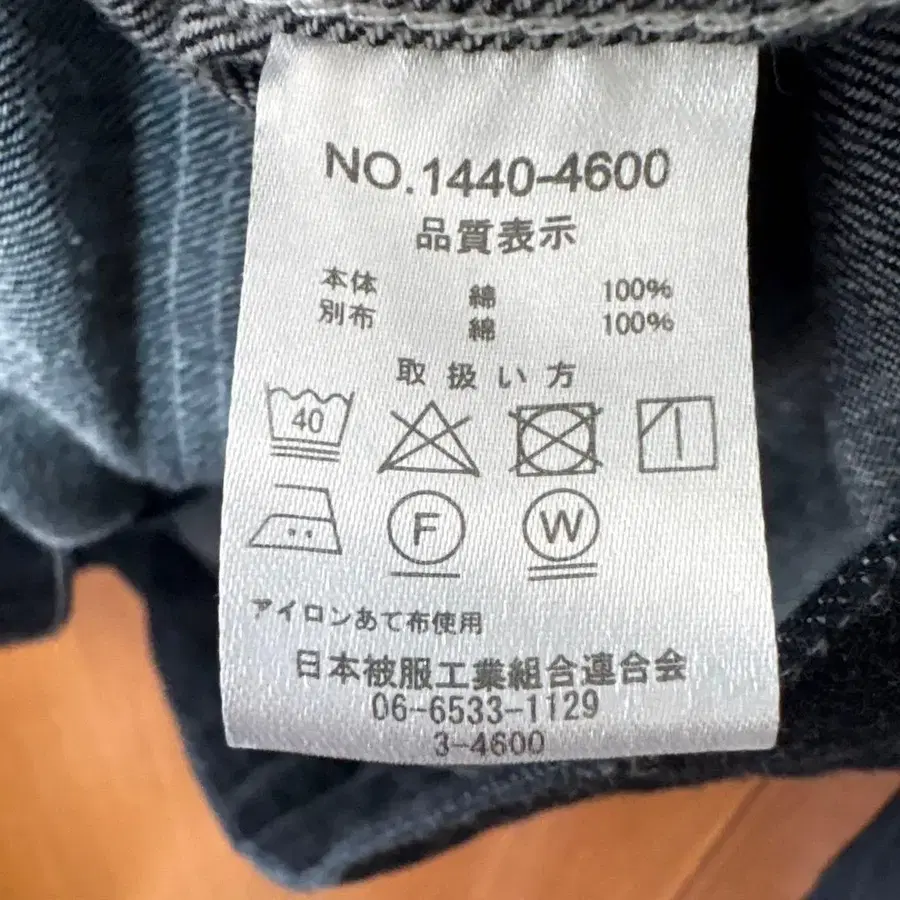 NO.1440-4600
品質表示
本体 綿 100%
別布 綿 100%
取扱い方
40
F W
アイロンあて布使用
日本被服工業組合連合会
06-6533-1129
3-4600